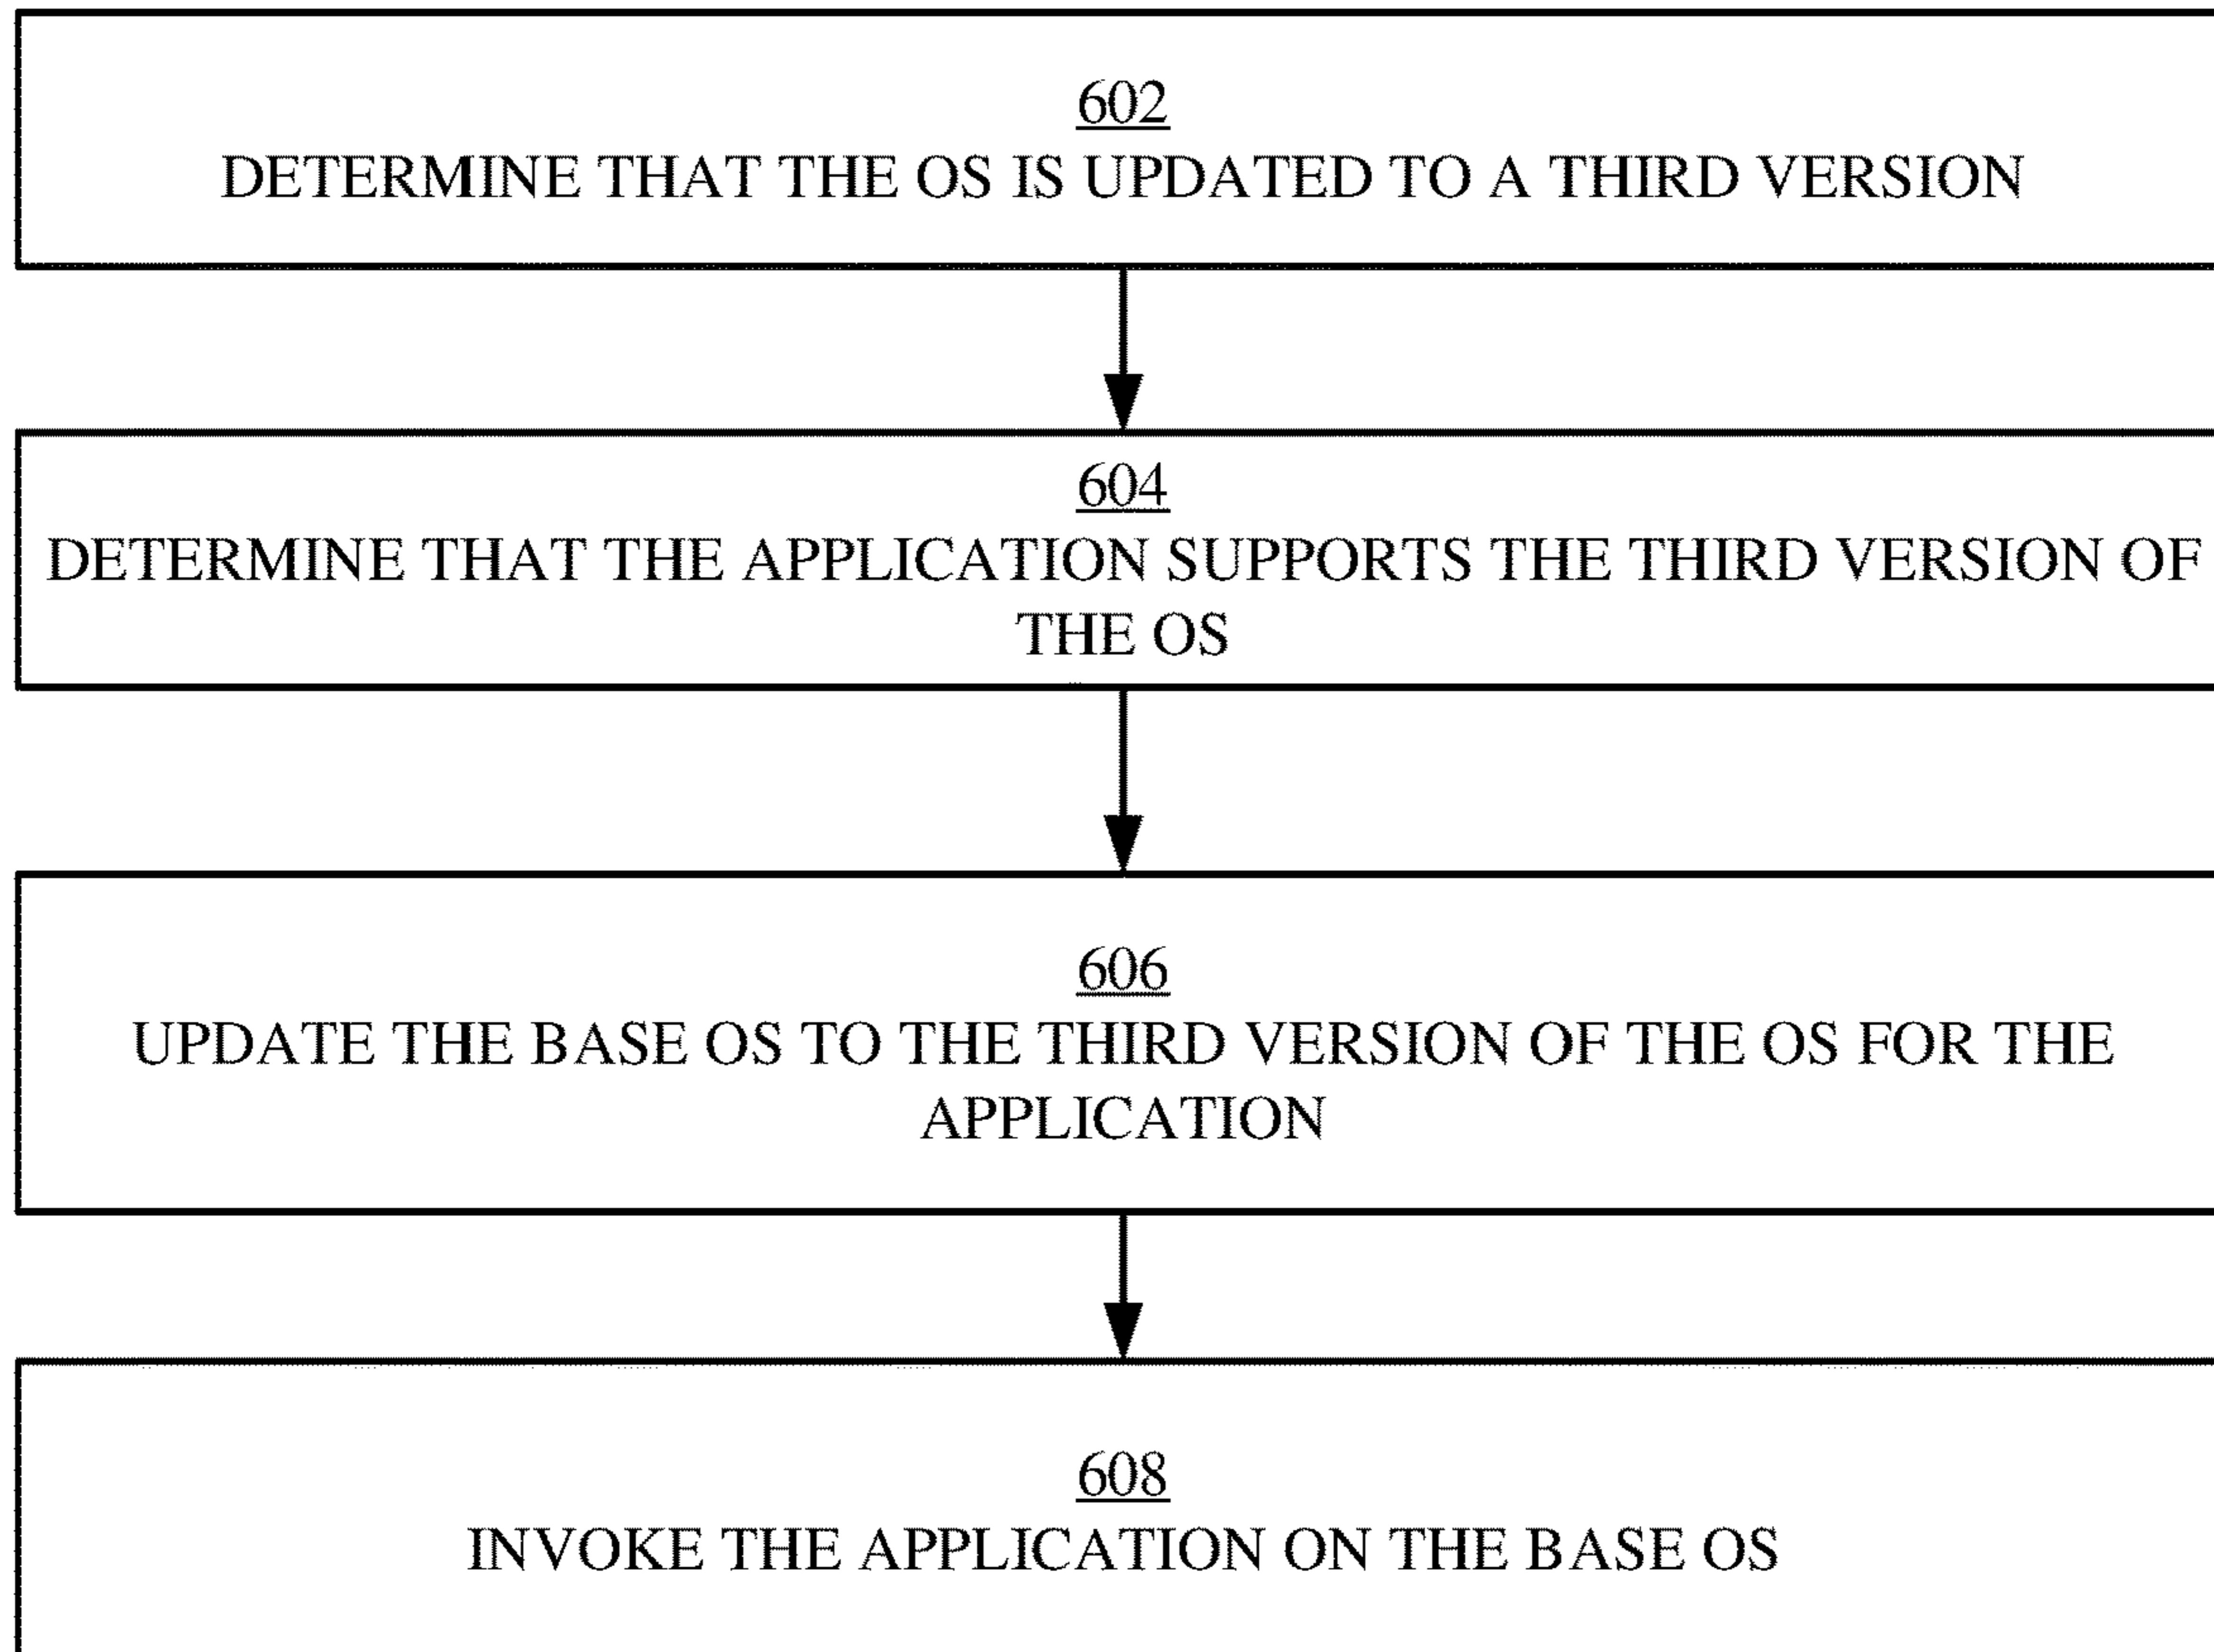 602
DETERMINE THAT THE OS IS UPDATED TO A THIRD VERSION
604
DETERMINE THAT THE APPLICATION SUPPORTS THE THIRD VERSION OF
THE OS
606
UPDATE THE BASE OS TO THE THIRD VERSION OF THE OS FOR THE
APPLICATION
608
INVOKE THE APPLICATION ON THE BASE OS